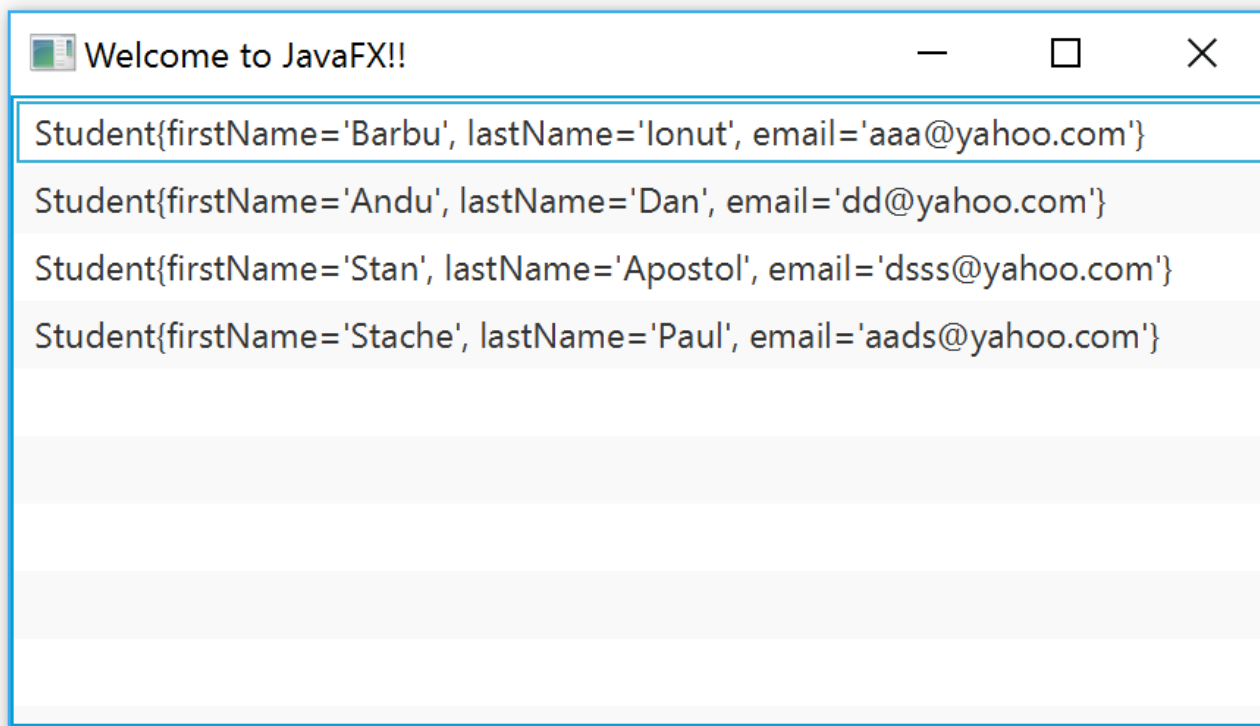 Welcome to JavaFX!!
Student{firstName='Barbu', lastName='Ionut', email='aaa@yahoo.com'}
Student{firstName='Andu', lastName='Dan', email='dd@yahoo.com'}
Student{firstName='Stan', lastName='Apostol', email='dsss@yahoo.com'}
Student{firstName='Stache', lastName='Paul', email='aads@yahoo.com'}